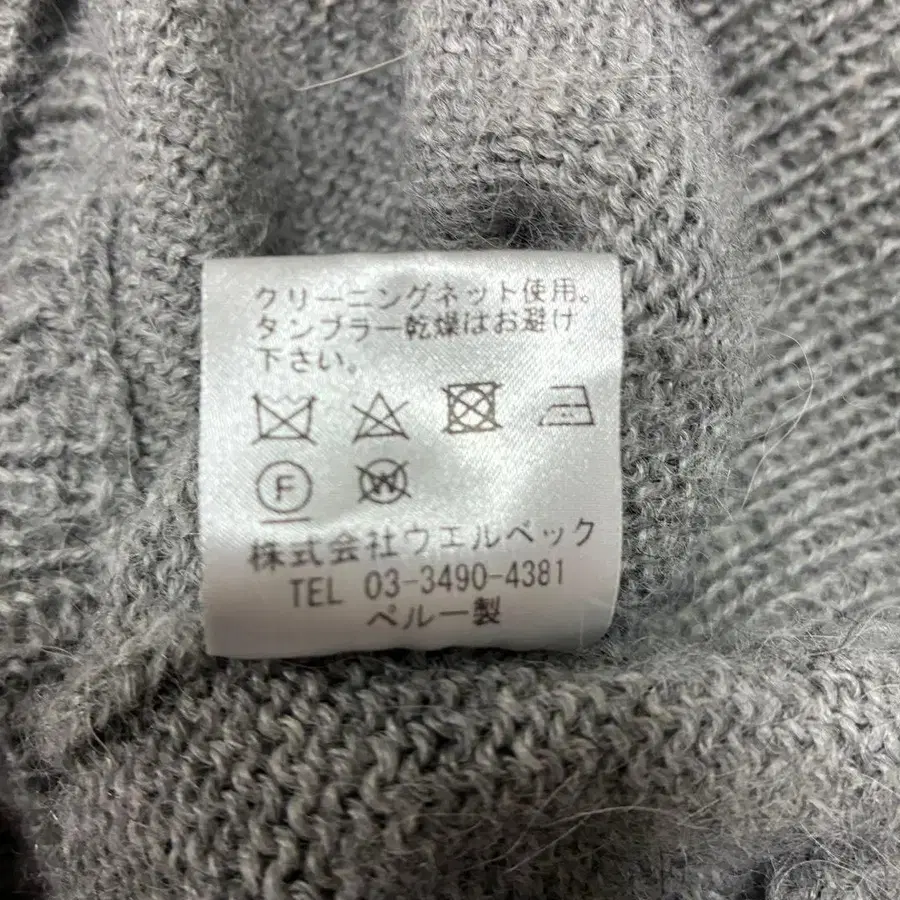 クリーニングネット使用。
タンブラー乾燥はお避け
下さい。
F W
株式会社ウエルベック
TEL 03-3490-4381
ペルー製